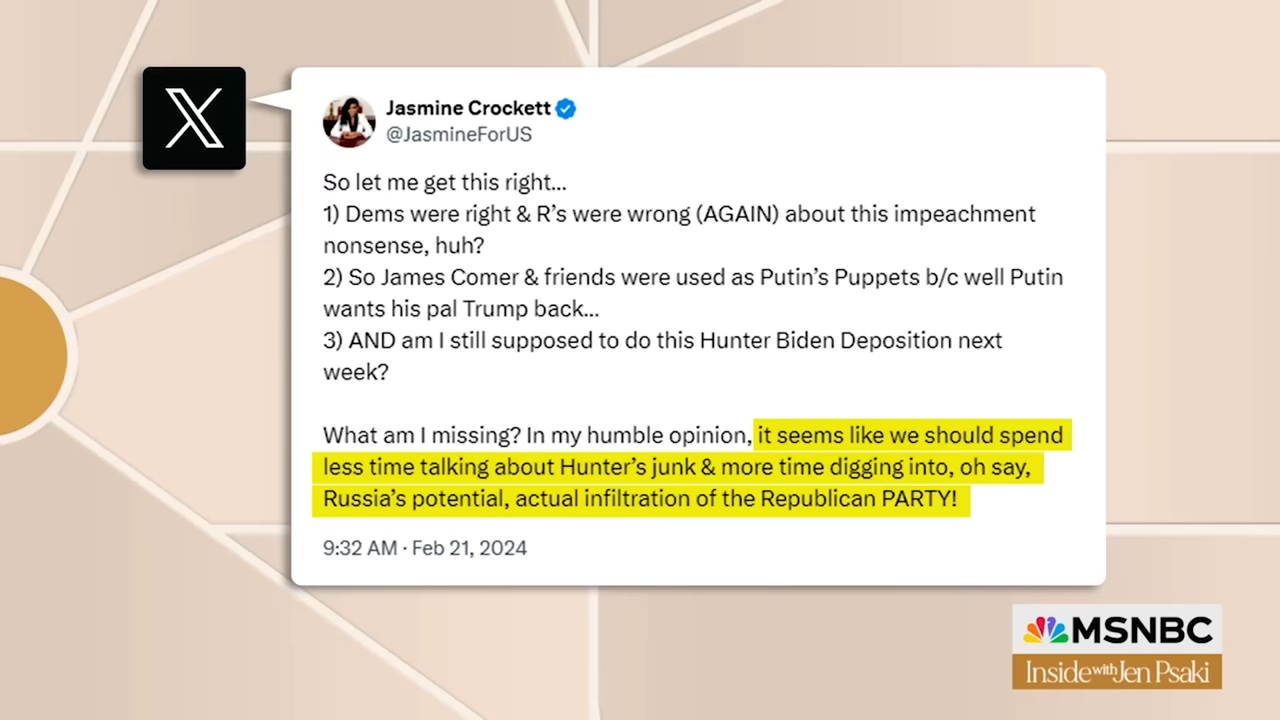 X
Jasmine Crockett
@JasmineForUS
So let me get this right...
1) Dems were right & R's were wrong (AGAIN) about this impeachment
nonsense, huh?
2) So James Comer & friends were used as Putin's Puppets b/c well Putin
wants his pal Trump back...
3) AND am I still supposed to do this Hunter Biden Deposition next
week?
What am I missing? In my humble opinion, it seems like we should spend
less time talking about Hunter's junk & more time digging into, oh say,
Russia's potential, actual infiltration of the Republican PARTY!
9:32 AM · Feb 21, 2024
MSNBC
Inside with Jen Psaki